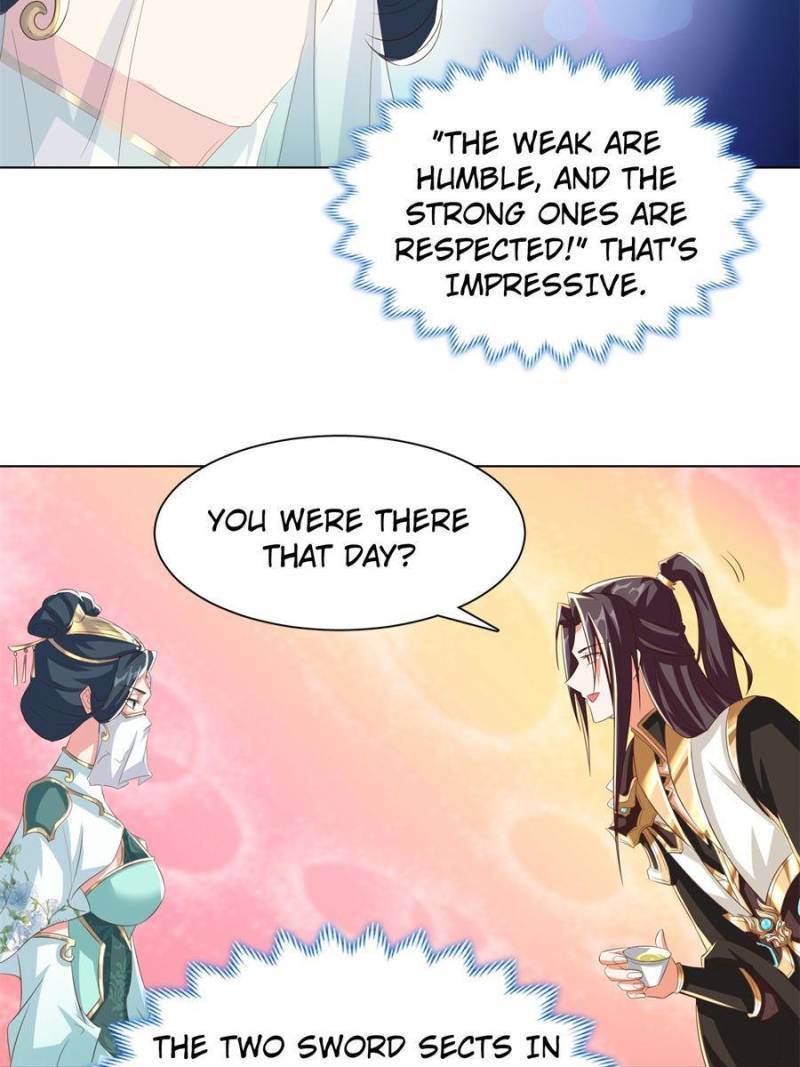 "THE WEAK ARE
HUMBLE, AND THE
STRONG ONES ARE
RESPECTED!" THAT'S
IMPRESSIVE.
YOU WERE THERE
THAT DAY?
THE TWO SWORD SECTS IN